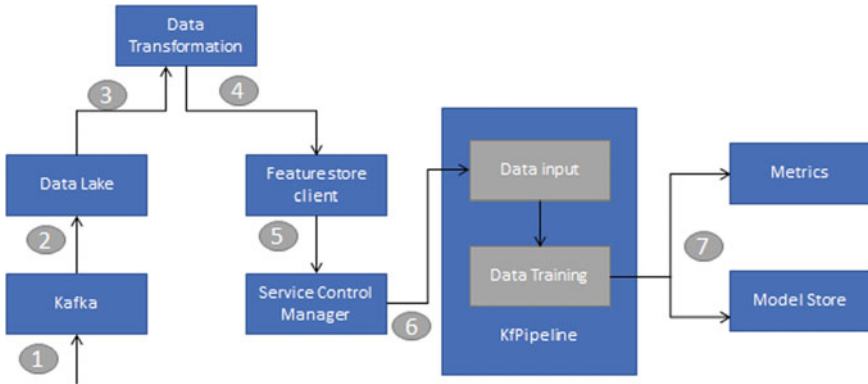 Data
Transformation
3
4
Data Lake
Feature store
client
Data input
Metrics
2
5
7
Kafka
Service Control
Manager
Data Training
Model Store
6
KfPipeline
1